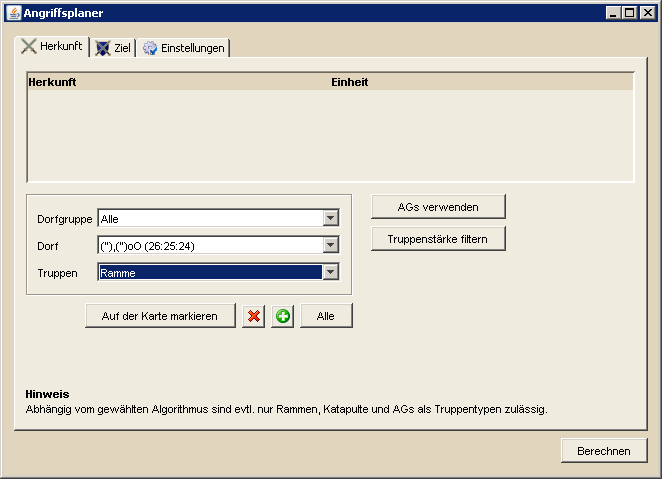 Angriffsplaner
Herkunft Ziel Einstellungen
Herkunft Einheit
Dorfgruppe Alle
AGs verwenden
Dorf ("),(")oO (26:25:24)
Truppenstärke filtern
Truppen Ramme
Auf der Karte markieren Alle
Hinweis
Abhängig vom gewählten Algorithmus sind evtl. nur Rammen, Katapulte und AGs als Truppentypen zulässig.
Berechnen